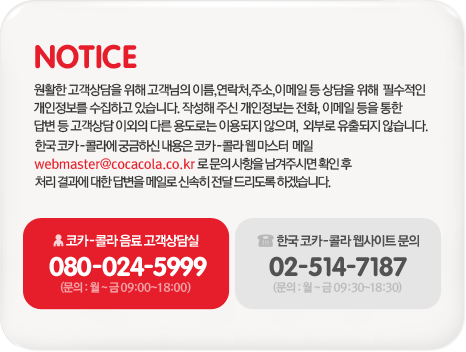 NOTICE
원활한 고객상담을 위해 고객님의 이름,연락처,주소,이메일 등 상담을 위해 필수적인
개인정보를 수집하고 있습니다. 작성해 주신 개인정보는 전화, 이메일 등을 통한
답변 등 고객상담 이외의 다른 용도로는 이용되지 않으며, 외부로 유출되지 않습니다.
한국 코카-콜라에 궁금하신 내용은 코카-콜라 웹 마스터 메일
webmaster@cocacola.co.kr 로 문의 사항을 남겨주시면 확인 후
처리 결과에 대한 답변을 메일로 신속히 전달 드리도록 하겠습니다.
코카-콜라 음료 고객상담실
080-024-5999
(문의 : 월 ~ 금 09:00~18:00)
한국 코카-콜라 웹사이트 문의
02-514-7187
(문의 : 월 ~ 금 09:30~18:30)